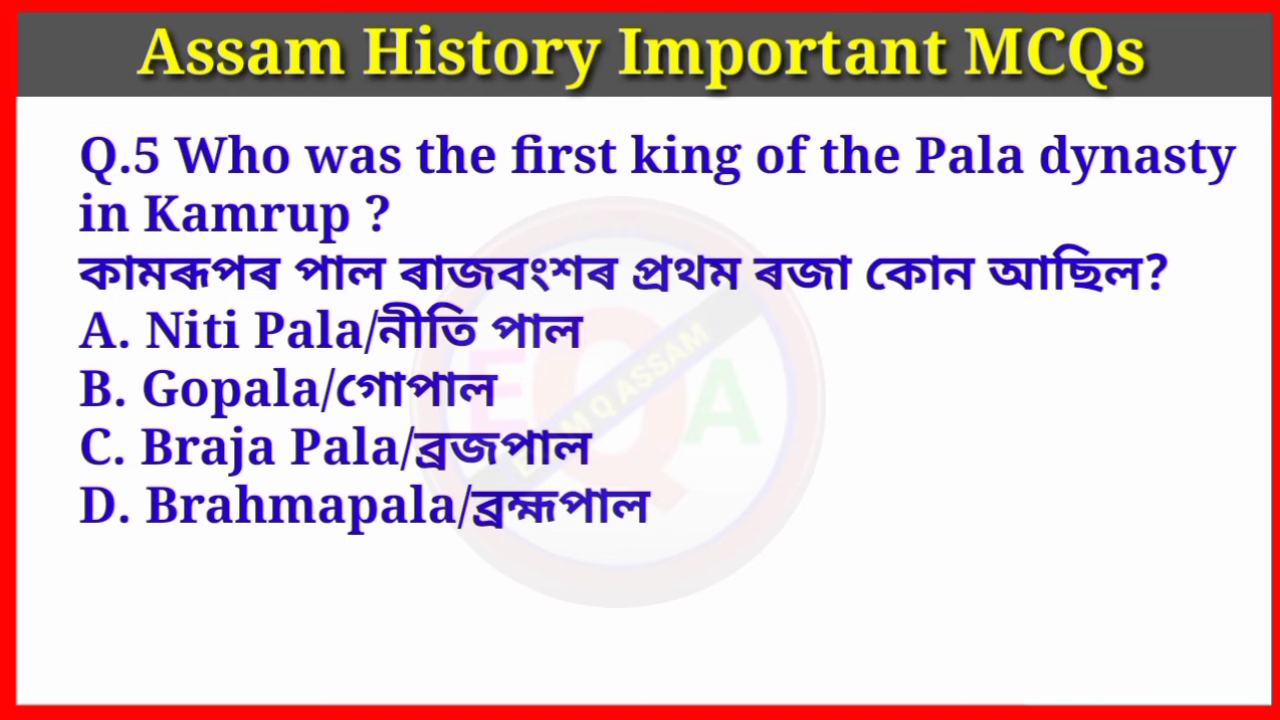 Assam History Important MCQs
Q.5 Who was the first king of the Pala dynasty
in Kamrup ?
কামৰূপৰ পাল ৰাজবংশৰ প্ৰথম ৰজা কোন আছিল?
A. Niti Pala/নীতি পাল
B. Gopala/গোপাল
C. Braja Pala/ব্ৰজপাল
D. Brahmapala/ব্ৰহ্মপাল